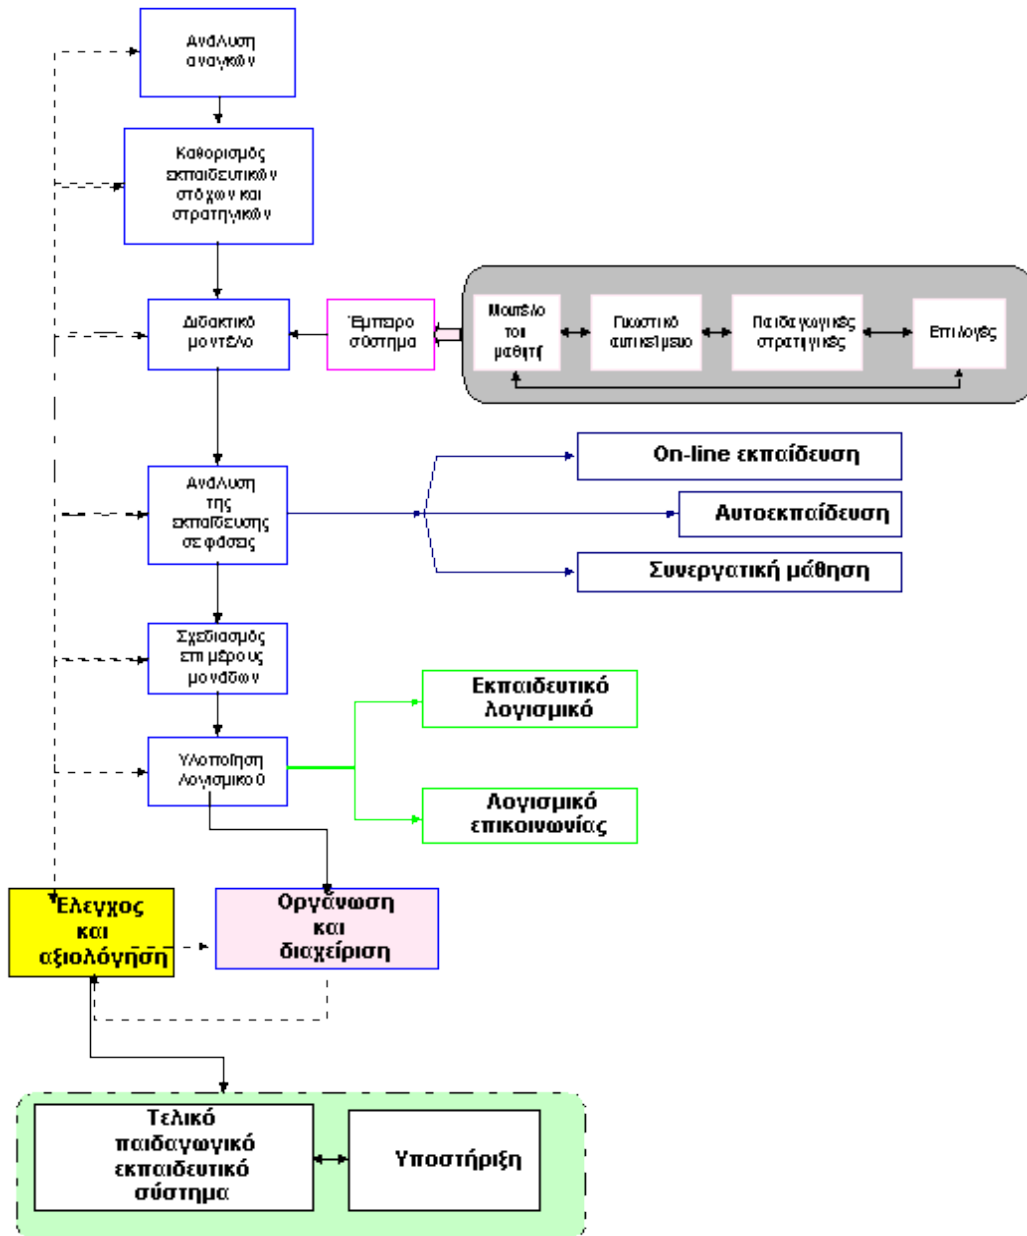 Ανάλυση
αναγκών
Καθορισμός
εκπαιδευτικών
στόχων και
στρατηγικών
Διδακτικό
μοντέλο
Έμπειρο
σύστημα
Μοντέλο
του
μαθητή
Γνωστικό
αντικείμενο
Παιδαγωγικές
στρατηγικές
Επιλογές
Ανάλυση
της
εκπαίδευσης
σε φάσεις
On-line εκπαίδευση
Αυτοεκπαίδευση
Συνεργατική μάθηση
Σχεδιασμός
επιμέρους
μονάδων
Εκπαιδευτικό
λογισμικό
Υλοποίηση
λογισμικού
Λογισμικό
επικοινωνίας
Έλεγχος
και
αξιολόγηση
Οργάνωση
και
διαχείριση
Τελικό
παιδαγωγικό
εκπαιδευτικό
σύστημα
Υποστήριξη